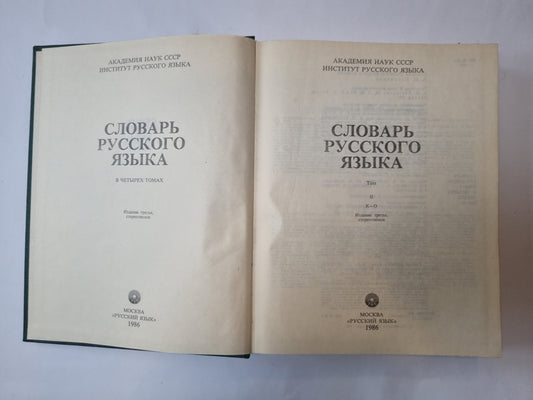 АКАДЕМИЯ НАУК СССР
ИНСТИТУТ РУССКОГО ЯЗЫКА
СЛОВАРЬ
РУССКОГО
ЯЗЫКА
В ЧЕТЫРЕХ ТОМАХ
Издание третье,
стереотипное
МОСКВА
«РУССКИЙ ЯЗЫК»
1986
АКАДЕМИЯ НАУК СССР
ИНСТИТУТ РУССКОГО ЯЗЫКА
СЛОВАРЬ
РУССКОГО
ЯЗЫКА
Том
II
К—О
Издание третье,
стереотипное
МОСКВА
«РУССКИЙ ЯЗЫК»
1986